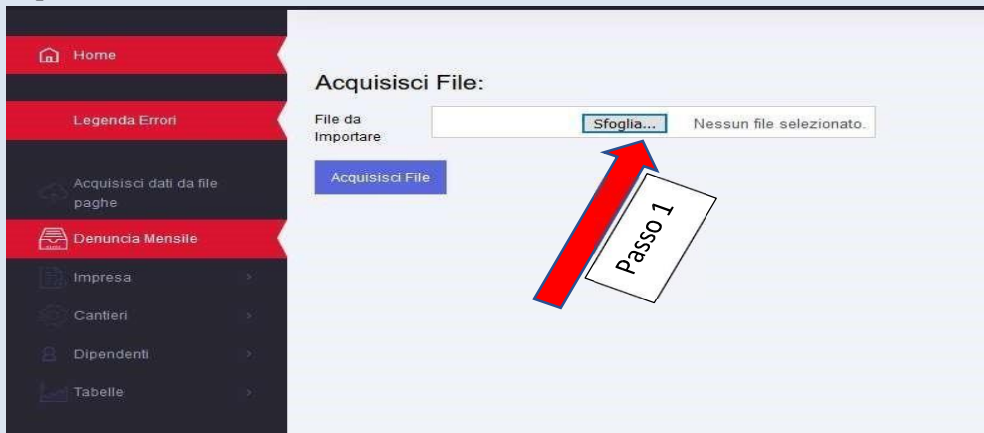 Home
Legenda Errori
Acquisisci dati da file
paghe
Denuncia Mensile
Impresa
Cantieri
Dipendenti
Tabelle
Acquisisci File:
File da
Importare
Sfoglia... Nessun file selezionato.
Acquisisci File
Passo 1